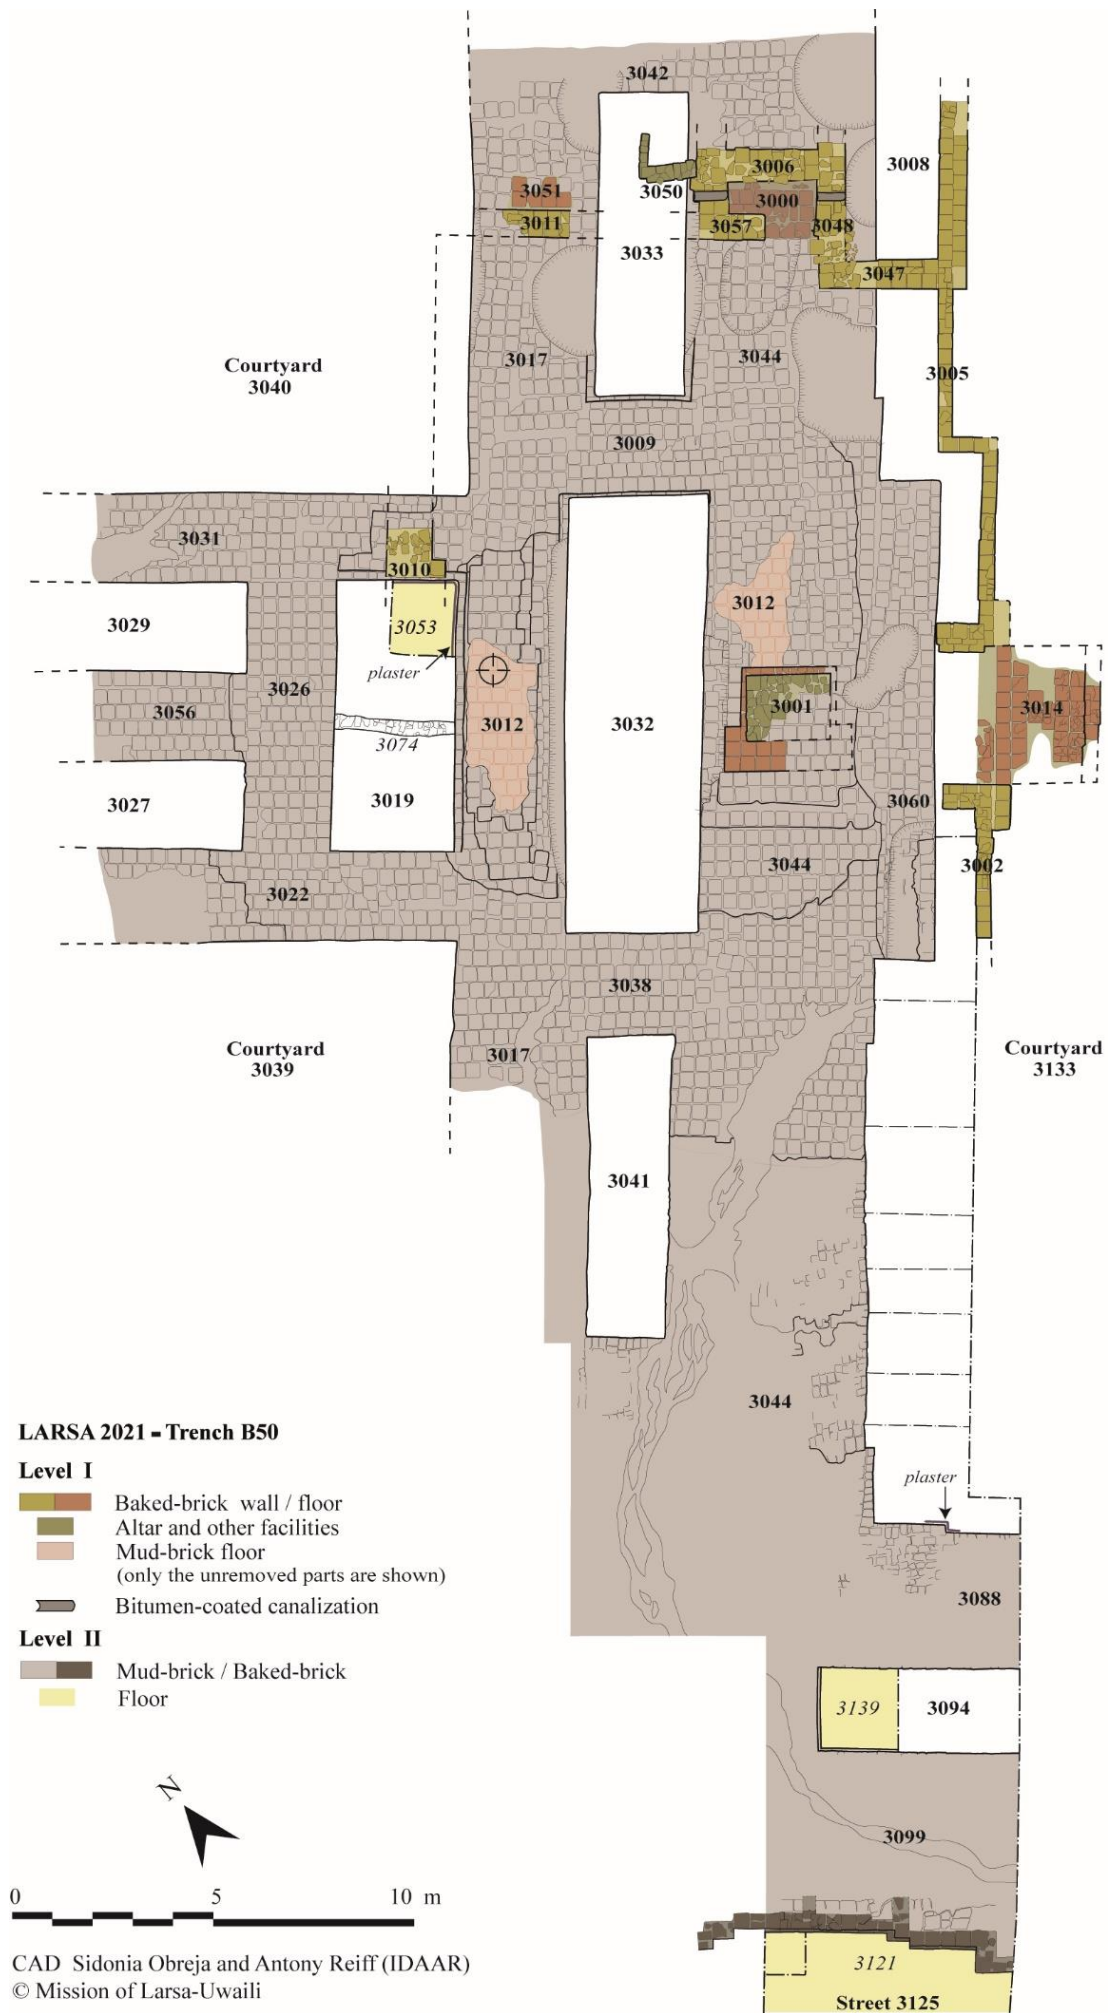 3042
3008
3006
3051
3050
3000
3011
3057
3048
3033
3047
3017
3044
3005
Courtyard
3040
3009
3031
3010
3012
3029
3053
plaster
3026
3056
3012
3032
3001
3014
3074
3027
3019
3060
3044
3002
3022
3038
Courtyard
3039
3017
Courtyard
3133
3041
3044
LARSA 2021 - Trench B50
Level I
Baked-brick wall / floor
Altar and other facilities
Mud-brick floor
(only the unremoved parts are shown)
Bitumen-coated canalization
Level II
Mud-brick / Baked-brick
Floor
plaster
3088
3139
3094
N
3099
0 5 10 m
CAD Sidonia Obreja and Antony Reiff (IDAAR)
© Mission of Larsa-Uwaili
3121
Street 3125